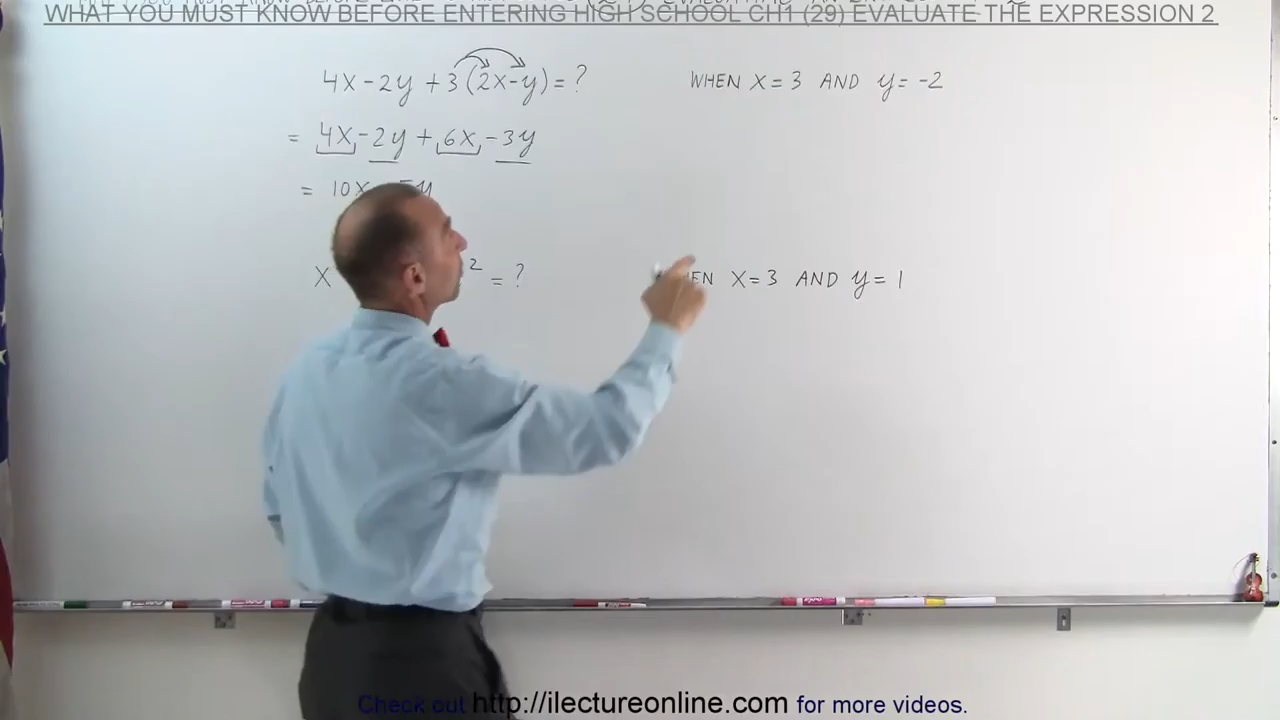 WHAT YOU MUST KNOW BEFORE ENTERING HIGH SCHOOL CH1 (29) EVALUATE THE EXPRESSION 2
4X-2y+3(2X-y)=? WHEN X=3 AND y=-2
= 4X-2y+6X-3y
= 10X-5y
X 2 =? X=3 AND y=1
Check out http://ilectureonline.com for more videos.